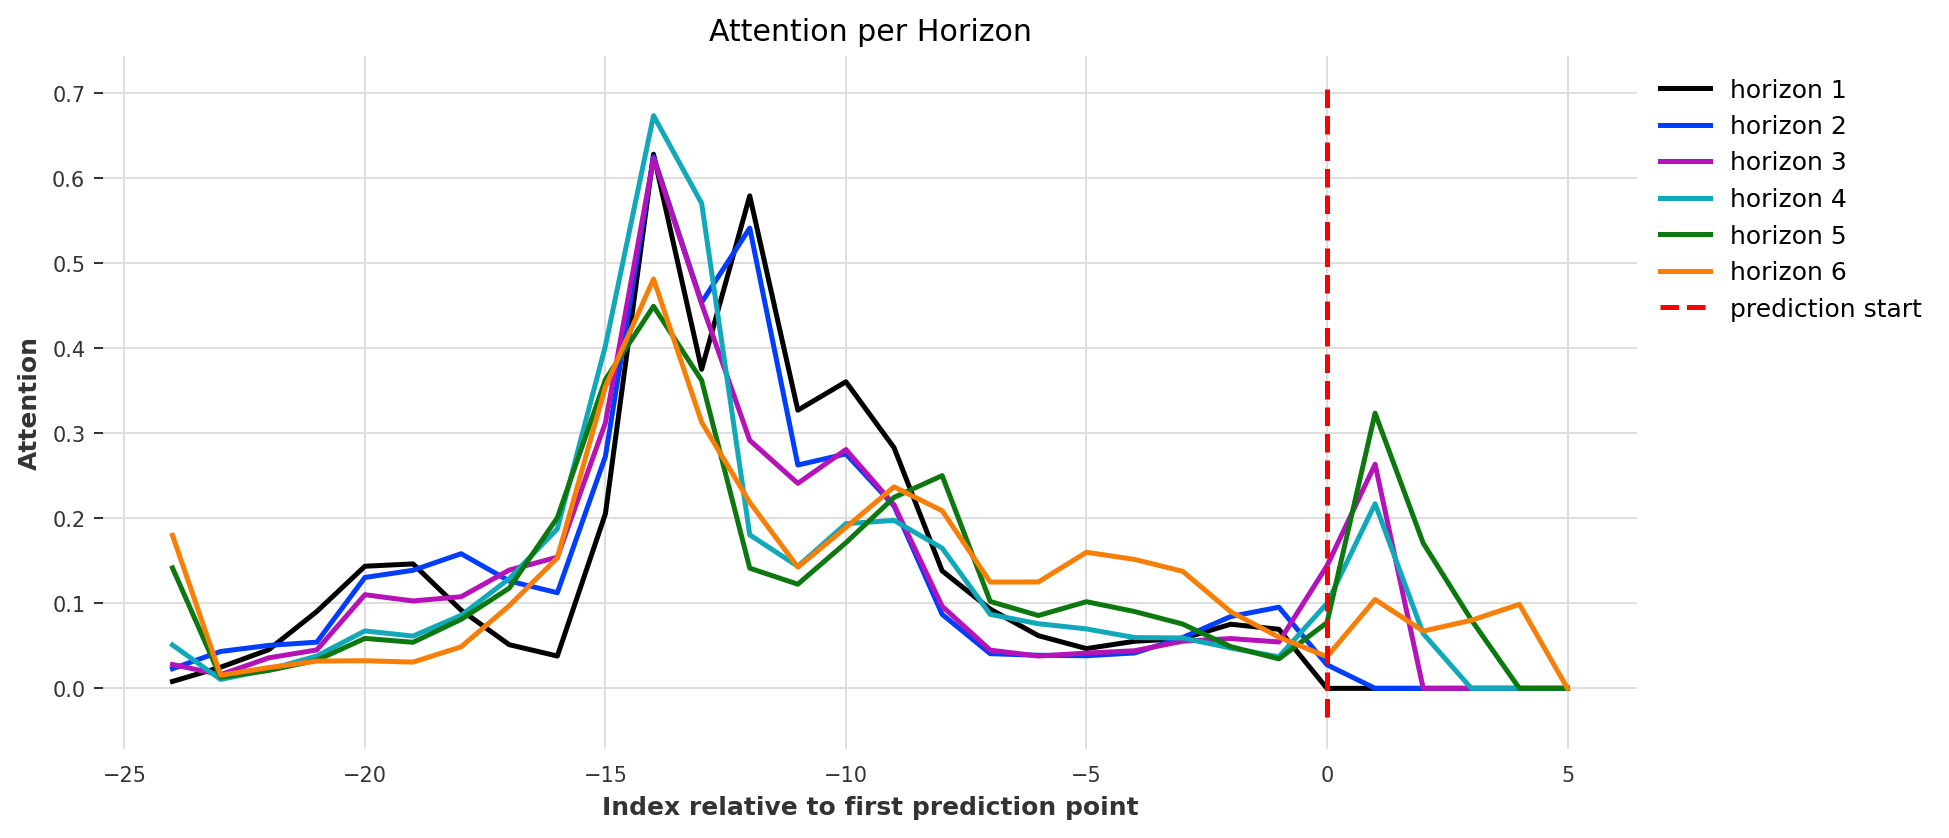 Attention per Horizon
0.7
0.6
0.5
0.4
0.3
0.2
0.1
0.0
Attention
−25
−20
−15
−10
−5
0
5
Index relative to first prediction point
horizon 1
horizon 2
horizon 3
horizon 4
horizon 5
horizon 6
prediction start